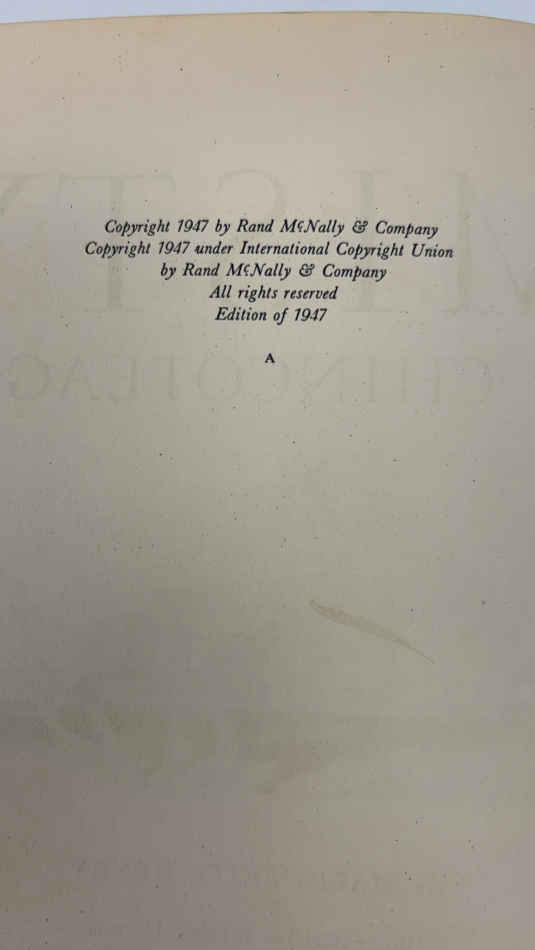 Copyright 1947 by Rand McNally & Company
Copyright 1947 under International Copyright Union
by Rand McNally & Company
All rights reserved
Edition of 1947
A